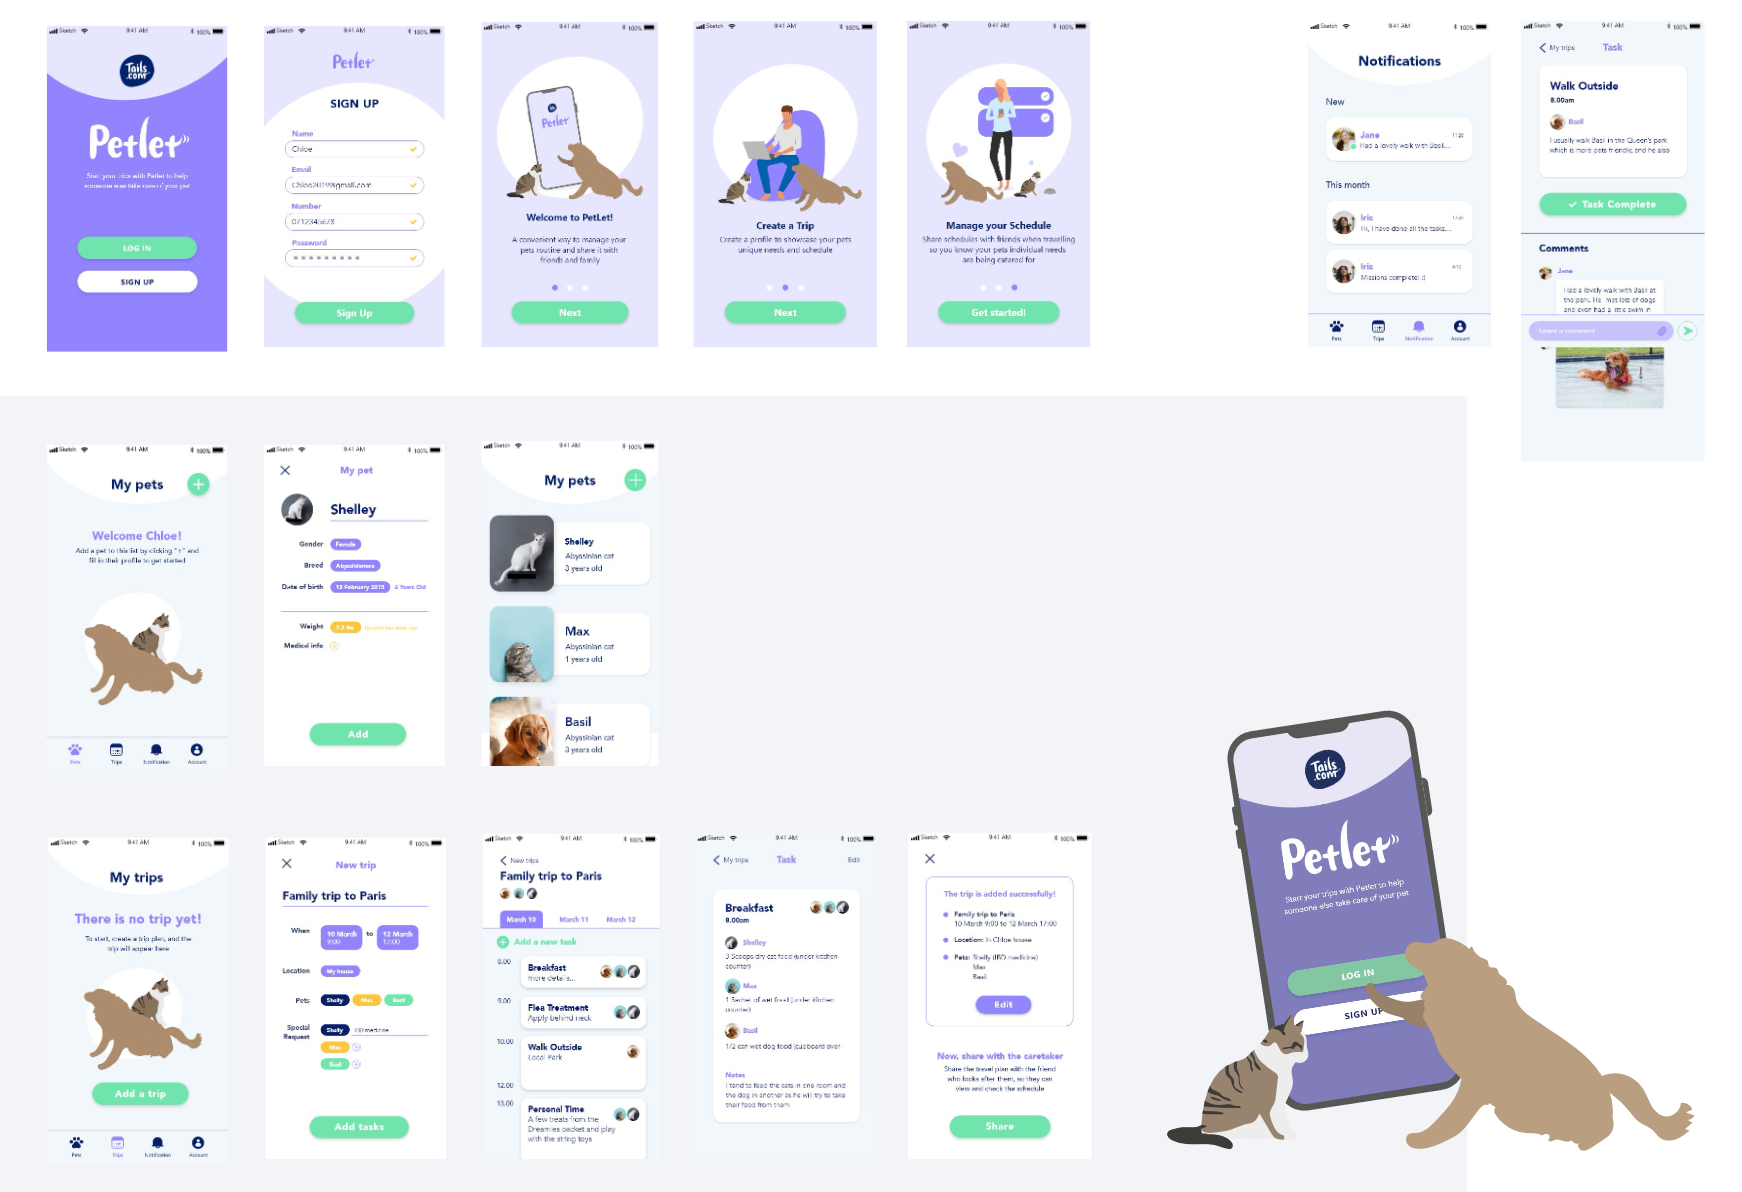 Sketch 9:41 AM 100%
Tails
.com
Petlet
Start your trips with Petlet to help
someone else take care of your pet
LOG IN
SIGN UP
Sketch 9:41 AM 100%
Petlet
SIGN UP
Name
Chloe
Email
Chloe2019@gmail.com
Number
0712345678
Password
Sign Up
Sketch 9:41 AM 100%
Petlet
Welcome to PetLet!
A convenient way to manage your
pets routine and share it with
friends and family
Next
Sketch 9:41 AM 100%
Create a Trip
Create a profile to showcase your pets
unique needs and schedule
Next
Sketch 9:41 AM 100%
Manage your Schedule
Share schedules with friends when travelling
so you know your pets individual needs
are being catered for
Get started!
Sketch 9:41 AM 100%
Notifications
New
Jane 11:20
Had a lovely walk with Basil...
This month
Iris
Hi, I have done all the tasks...
Iris
Missions complete! :)
Pets Trips Notification Account
Sketch 9:41 AM 100%
My trips Task
Walk Outside
8.00am
Basil
I usually walk Basil in the Queen's park
which is more pets friendly, and he also
Task Complete
Comments
Jane
Had a lovely walk with Basil at
the park. He met lots of dogs
and even had a little swim in
Leave a comment
Sketch 9:41 AM 100%
My pets
Welcome Chloe!
Add a pet to this list by clicking "+" and
fill in their profile to get started
Pets Trips Notification Account
Sketch 9:41 AM 100%
My pet
Shelley
Gender Female
Breed Abyssinians
Date of birth 15 February 2015 4 Years Old
Weight 7.5 lbs
Medical info
Add
Sketch 9:41 AM 100%
My pets
Shelley
Abyssinian cat
3 years old
Max
Abyssinian cat
1 years old
Basil
Abyssinian cat
3 years old
Sketch 9:41 AM 100%
My trips
There is no trip yet!
To start, create a trip plan, and the
trip will appear here
Add a trip
Pets Trips Notification Account
Sketch 9:41 AM 100%
New trip
Family trip to Paris
When 10 March 9:00 to 12 March 17:00
Location My house
Pets Shelly Max Basil
Special Request Shelly IBD medicine
Max
Basil
Add tasks
Sketch 9:41 AM 100%
New trips
Family trip to Paris
March 10 March 11 March 12
Add a new task
8.00 Breakfast
more details...
9.00 Flea Treatment
Apply behind neck
10.00 Walk Outside
Local Park
12.00
13.00 Personal Time
A few treats from the
Dreamies packet and play
with the string toys
Sketch 9:41 AM 100%
My trips Task Edit
Breakfast
8.00am
Shelley
3 Scoops dry cat food (under kitchen
counter)
Max
1 Sachet of wet food (under kitchen
counter)
Basil
1/2 can wet dog food (cupboard over
Notes
I tend to feed the cats in one room and
the dog in another as he will try to take
their food from them
Sketch 9:41 AM 100%
The trip is added successfully!
Family trip to Paris
10 March 9:00 to 12 March 17:00
Location: In Chloe house
Pets: Shelly (IBD medicine)
Max
Basil
Edit
Now, share with the caretaker
Share the travel plan with the friend
who looks after them, so they can
view and check the schedule
Share
Tails
.com
Petlet
Start your trips with Petlet to help
someone else take care of your pet
LOG IN
SIGN UP